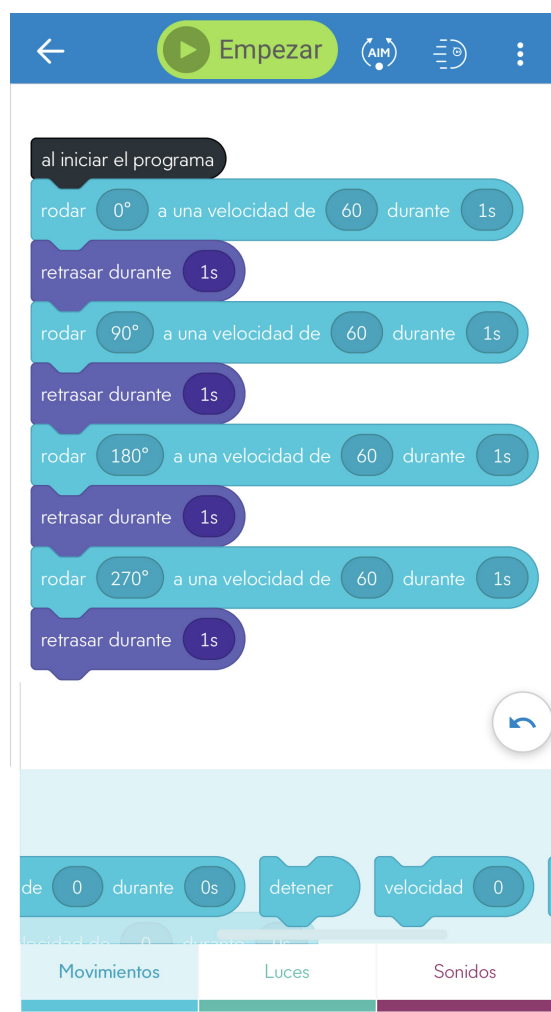 Empezar
AIM
al iniciar el programa
rodar 0° a una velocidad de 60 durante 1s
retrasar durante 1s
rodar 90° a una velocidad de 60 durante 1s
retrasar durante 1s
rodar 180° a una velocidad de 60 durante 1s
retrasar durante 1s
rodar 270° a una velocidad de 60 durante 1s
retrasar durante 1s
de 0 durante 0s detener velocidad 0
Movimientos Luces Sonidos